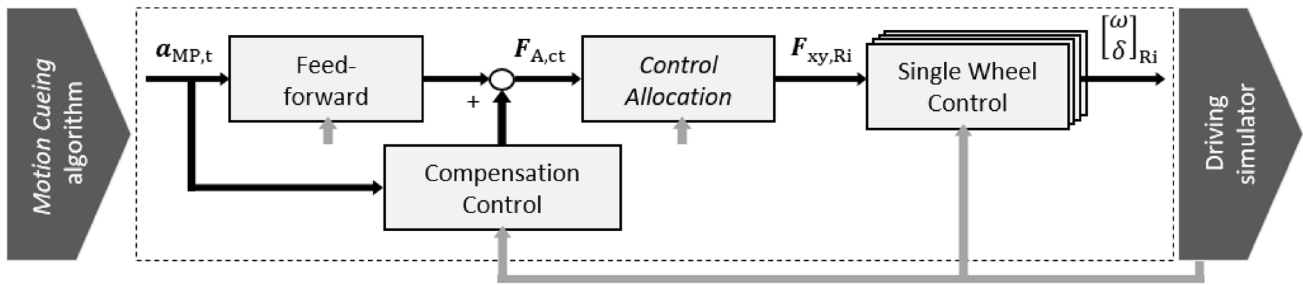 Motion Cueing
algorithm
a_MP,t
Feed-
forward
+
F_A,ct
Control
Allocation
F_xy,Ri
Single Wheel
Control
[ω
δ]_Ri
Compensation
Control
Driving
simulator